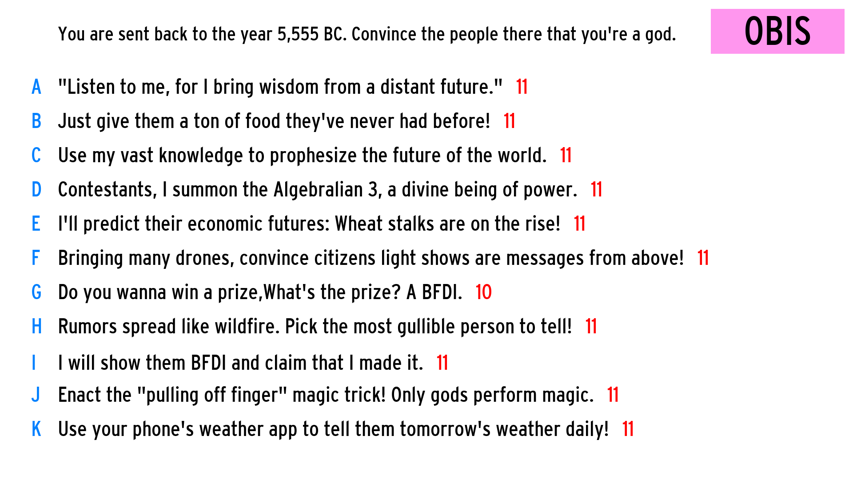 You are sent back to the year 5,555 BC. Convince the people there that you're a god.
OBIS
A "Listen to me, for I bring wisdom from a distant future." 11
B Just give them a ton of food they've never had before! 11
C Use my vast knowledge to prophesize the future of the world. 11
D Contestants, I summon the Algebralian 3, a divine being of power. 11
E I'll predict their economic futures: Wheat stalks are on the rise! 11
F Bringing many drones, convince citizens light shows are messages from above! 11
G Do you wanna win a prize,What's the prize? A BFDI. 10
H Rumors spread like wildfire. Pick the most gullible person to tell! 11
I I will show them BFDI and claim that I made it. 11
J Enact the "pulling off finger" magic trick! Only gods perform magic. 11
K Use your phone's weather app to tell them tomorrow's weather daily! 11